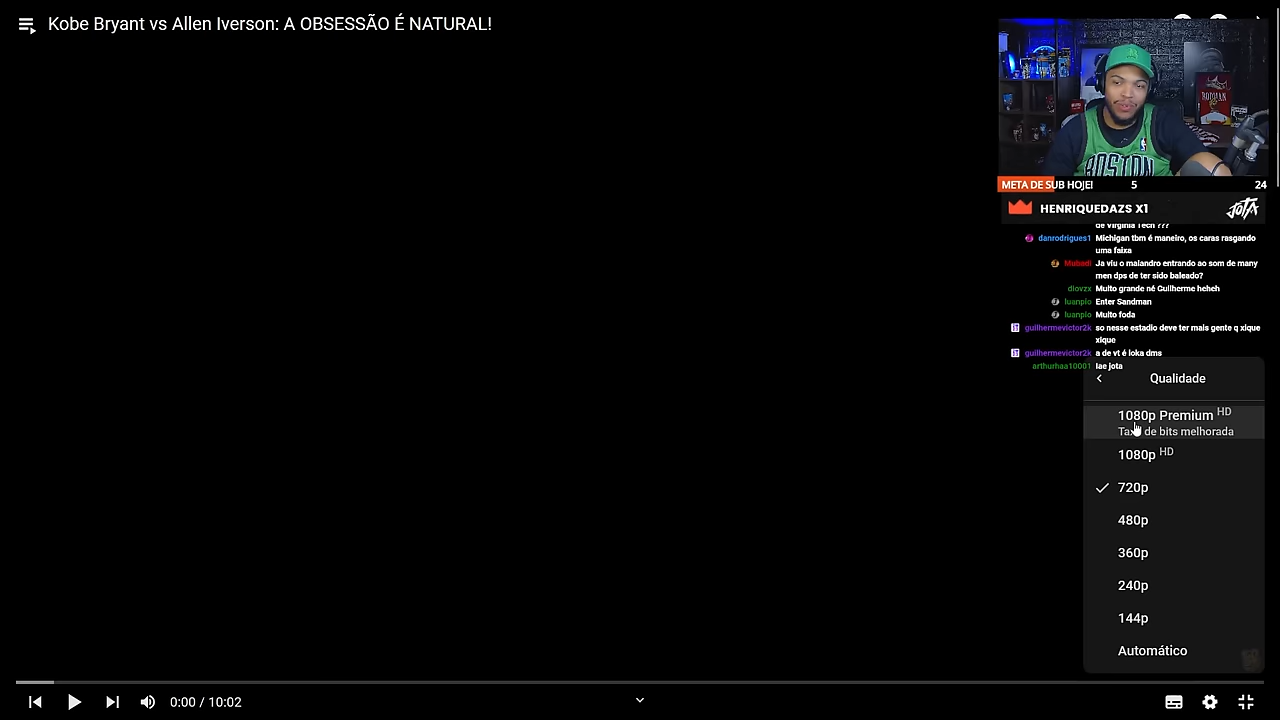 Kobe Bryant vs Allen Iverson: A OBSESSÃO É NATURAL!
BOSTON
META DE SUB HOJE! 5 24
HENRIQUEDAZS X1 JOTA
de Virginia Tech ???
danrodrigues1 Michigan tbm é maneiro, os caras rasgando
uma faixa
Mubadi Ja viu o malandro entrando ao som de many
men dps de ter sido baleado?
diovzx Muito grande né Guilherme heheh
luanplo Enter Sandman
luanplo Muito foda
guilhermevictor2k so nesse estadio deve ter mais gente q xique
xique
guilhermevictor2k a de vt é loka dms
arthurhaa10001 Iae jota
Qualidade
1080p Premium HD
de bits melhorada
1080p HD
720p
480p
360p
240p
144p
Automático
0:00 / 10:02